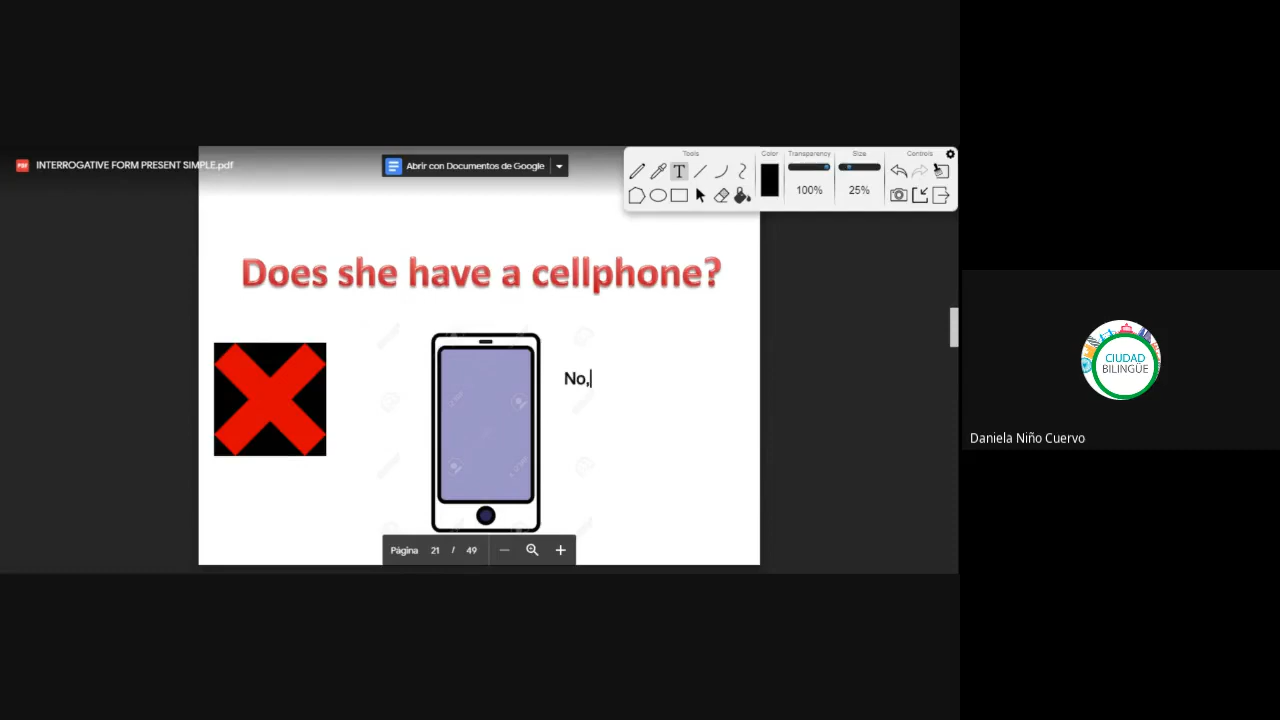 INTERROGATIVE FORM PRESENT SIMPLE.pdf
Abrir con Documentos de Google
Tools
Color
Transparency
Size
Controls
T
100%
25%
Does she have a cellphone?
No,
Página 21 / 49
CIUDAD
BILINGÜE
Daniela Niño Cuervo